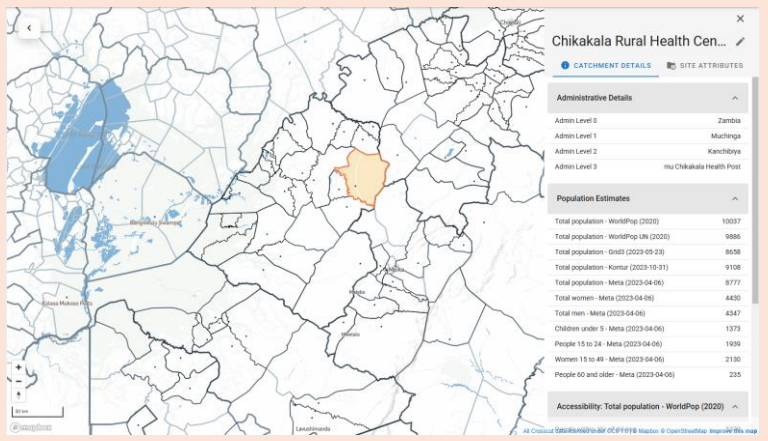 Chikakala Rural Health Cen...
CATCHMENT DETAILS
SITE ATTRIBUTES
Administrative Details
Admin Level 0 Zambia
Admin Level 1 Muchinga
Admin Level 2 Kanchibiya
Admin Level 3 mu Chikakala Health Post
Population Estimates
Total population - WorldPop (2020) 10037
Total population - WorldPop UN (2020) 9886
Total population - Grid3 (2023-05-23) 8658
Total population - Kontur (2023-10-31) 9108
Total population - Meta (2023-04-06) 8777
Total women - Meta (2023-04-06) 4430
Total men - Meta (2023-04-06) 4347
Children under 5 - Meta (2023-04-06) 1373
People 15 to 24 - Meta (2023-04-06) 1939
Women 15 to 49 - Meta (2023-04-06) 2130
People 60 and older - Meta (2023-04-06) 235
Accessibility: Total population - WorldPop (2020)
Lavushimanda
mapbox
© Mapbox © OpenStreetMap Improve this map